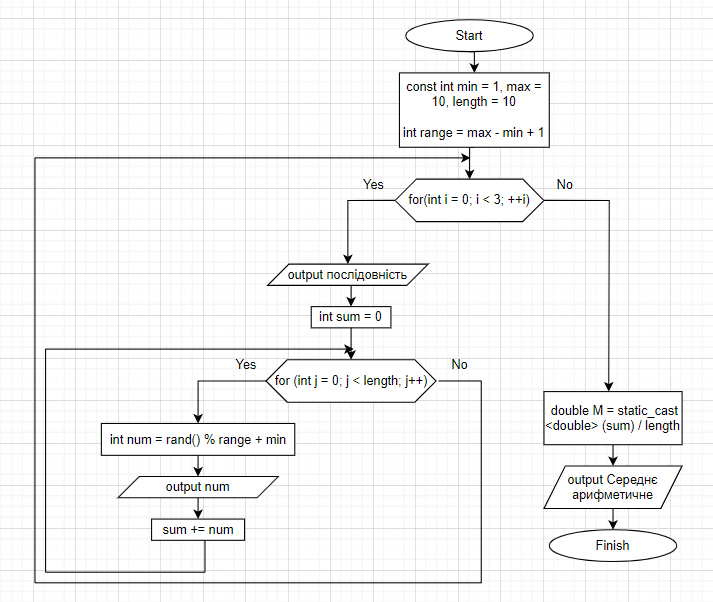 Start
const int min = 1, max =
10, length = 10
int range = max - min + 1
Yes
No
for(int i = 0; i < 3; ++i)
output послідовність
int sum = 0
Yes
No
for (int j = 0; j < length; j++)
int num = rand() % range + min
output num
sum += num
double M = static_cast
<double> (sum) / length
output Середнє
арифметичне
Finish